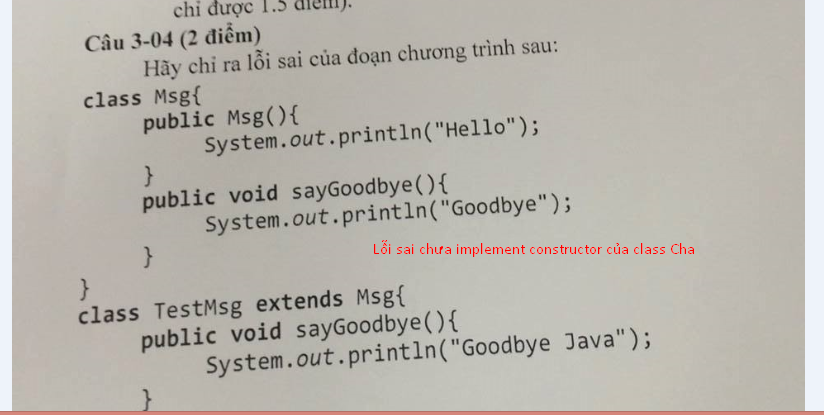 chỉ được 1.5 điểm).
Câu 3-04 (2 điểm)
Hãy chỉ ra lỗi sai của đoạn chương trình sau:
class Msg{
public Msg(){
System.out.println("Hello");
}
public void sayGoodbye(){
System.out.println("Goodbye");
Lỗi sai chưa implement constructor của class Cha
}
}
class TestMsg extends Msg{
public void sayGoodbye(){
System.out.println("Goodbye Java");
}